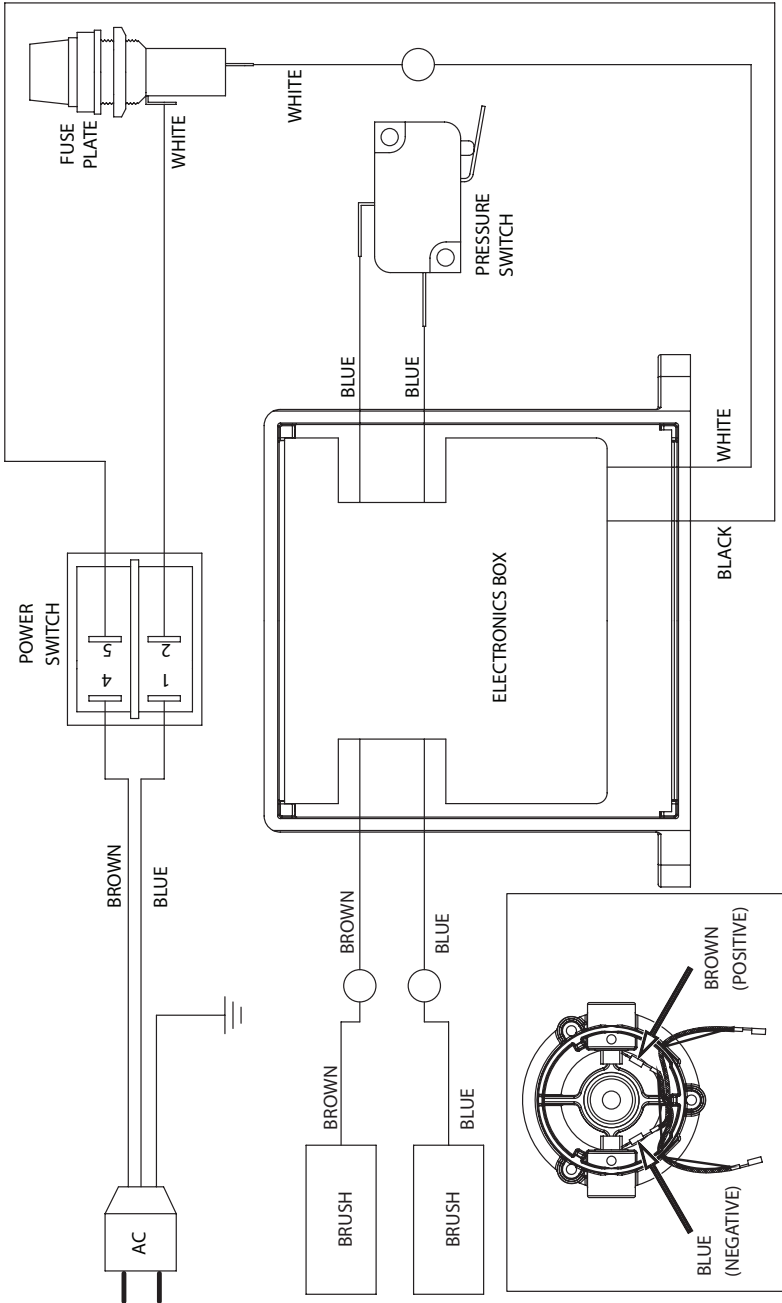 FUSE
PLATE
WHITE
WHITE
PRESSURE
SWITCH
BLUE
BLUE
WHITE
BLACK
POWER
SWITCH
4
5
1
2
ELECTRONICS BOX
BROWN
BLUE
BROWN
BLUE
BROWN
BLUE
AC
BRUSH
BRUSH
BROWN
(POSITIVE)
BLUE
(NEGATIVE)